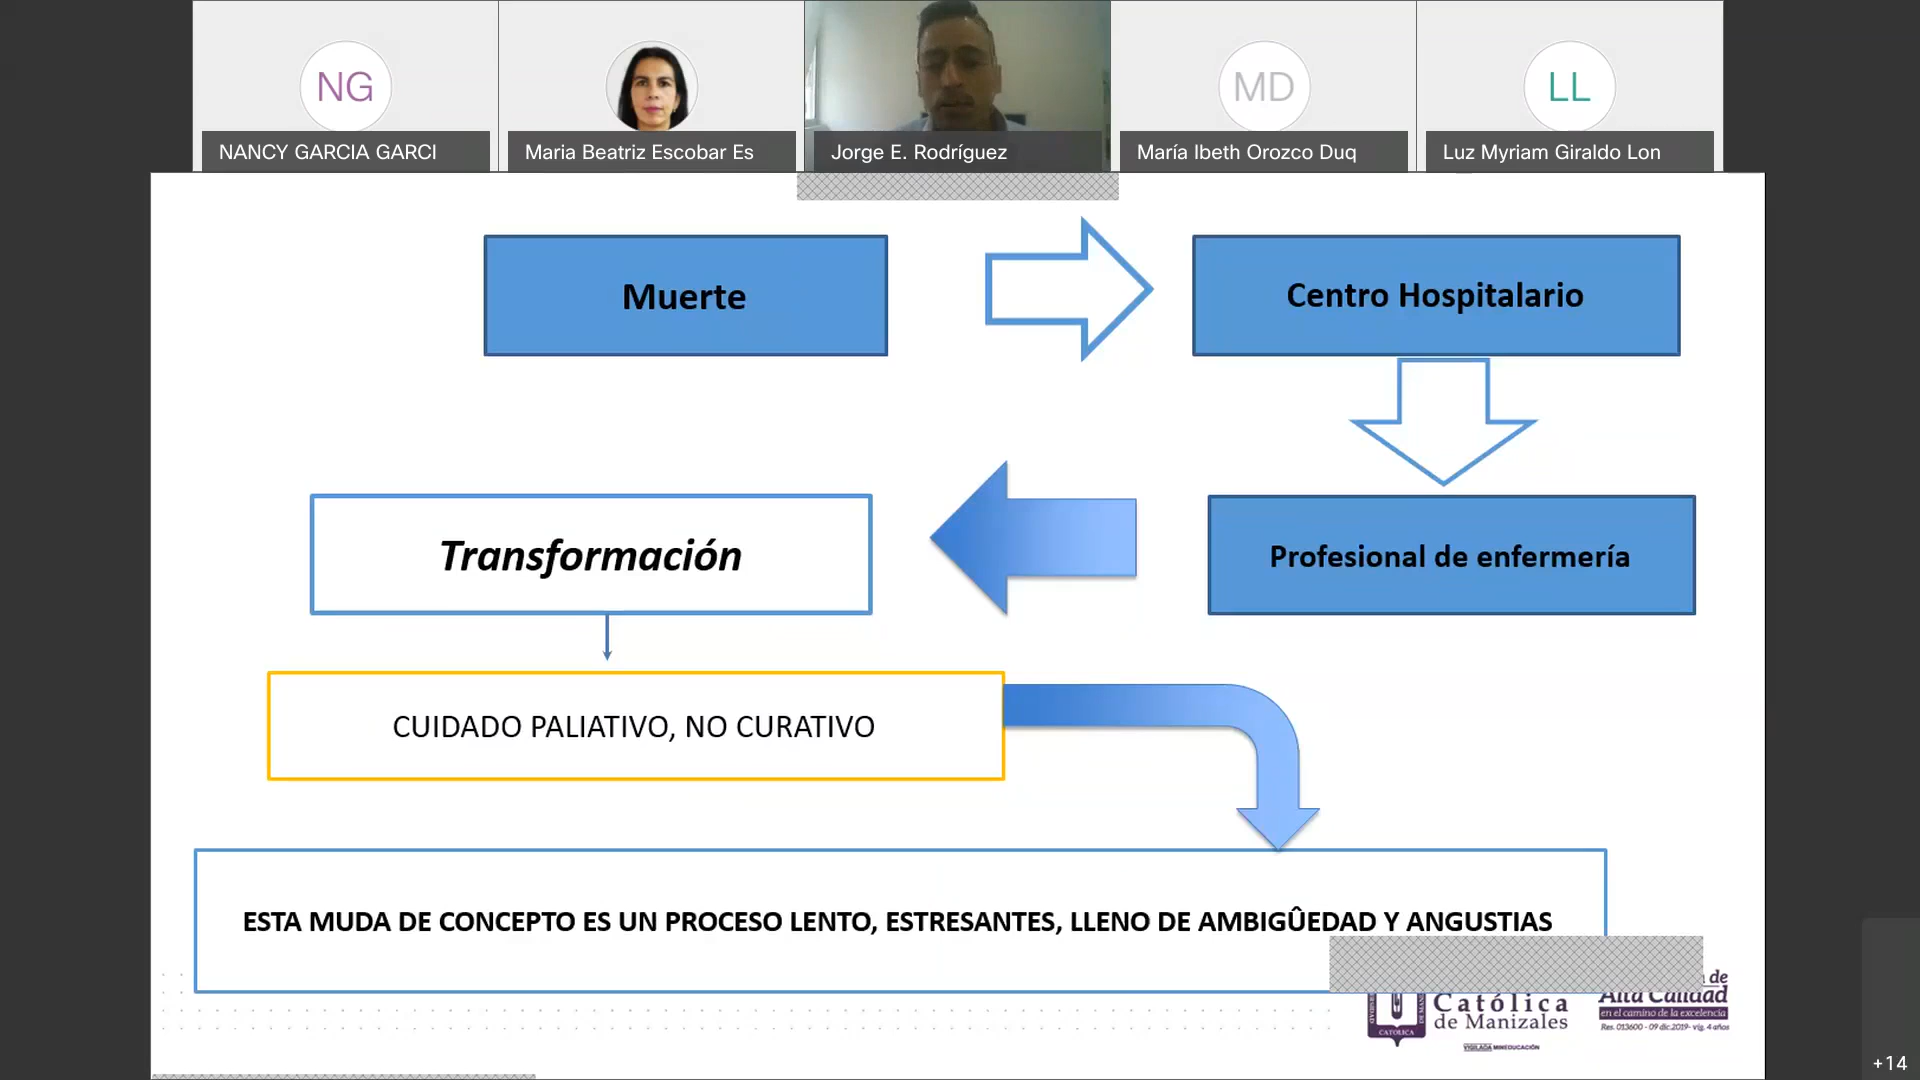 NG
MD
LL
NANCY GARCIA GARCI
Maria Beatriz Escobar Es
Jorge E. Rodríguez
María Ibeth Orozco Duq
Luz Myriam Giraldo Lon
Muerte
Centro Hospitalario
Transformación
Profesional de enfermería
CUIDADO PALIATIVO, NO CURATIVO
ESTA MUDA DE CONCEPTO ES UN PROCESO LENTO, ESTRESANTES, LLENO DE AMBIGÛEDAD Y ANGUSTIAS
Católica
de Manizales
CATÓLICA
VIGILADA MINEDUCACIÓN
de
Alta Calidad
en el camino de la excelencia
Res. 013600 - 09 dic.2019- vig. 4 años
+14